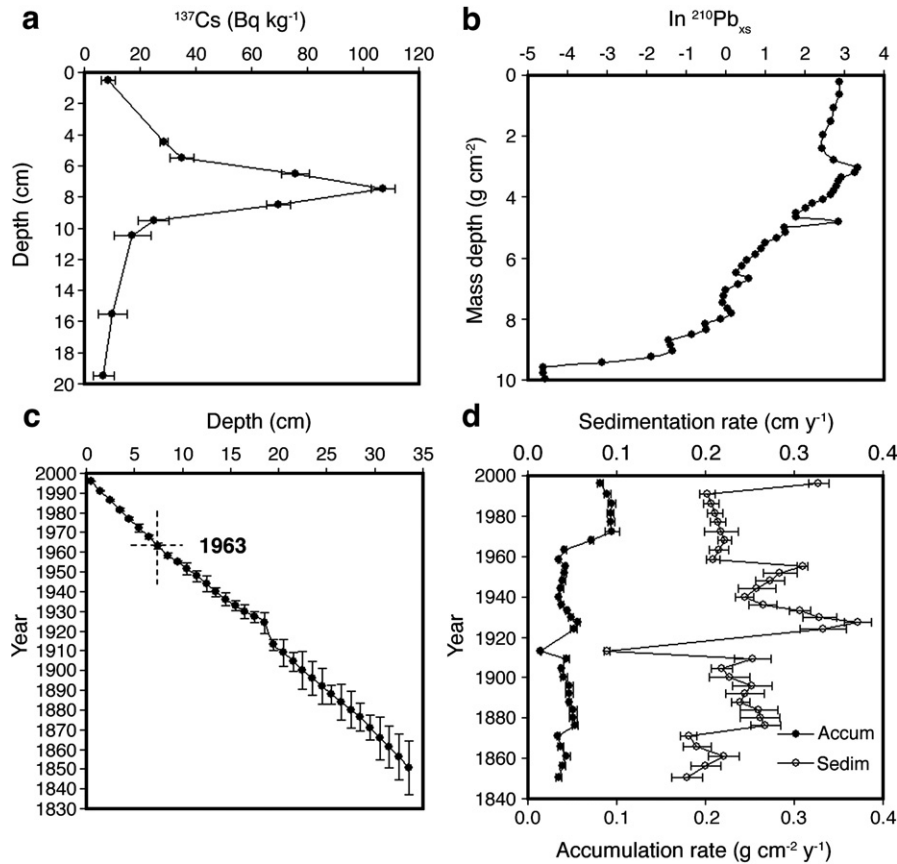 a
¹³⁷Cs (Bq kg⁻¹)
0 20 40 60 80 100 120
0
2
4
6
8
10
12
14
16
18
20
Depth (cm)
b
In ²¹⁰Pbxs
-5 -4 -3 -2 -1 0 1 2 3 4
0
2
4
6
8
10
Mass depth (g cm⁻²)
c
Depth (cm)
0 5 10 15 20 25 30 35
2000
1990
1980
1970
1960
1950
1940
1930
1920
1910
1900
1890
1880
1870
1860
1850
1840
1830
Year
1963
d
Sedimentation rate (cm y⁻¹)
0.0 0.1 0.2 0.3 0.4
2000
1980
1960
1940
1920
1900
1880
1860
1840
Year
Accum
Sedim
0.0 0.1 0.2 0.3 0.4
Accumulation rate (g cm⁻² y⁻¹)